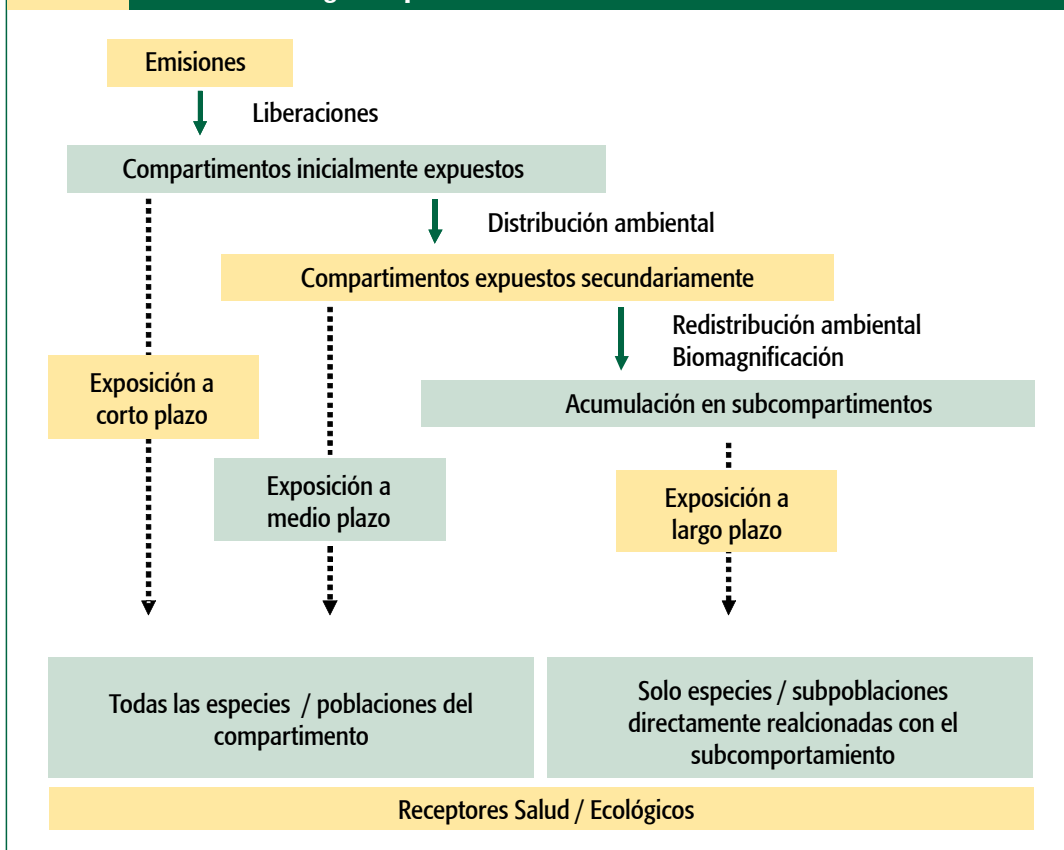 Emisiones
Liberaciones
Compartimentos inicialmente expuestos
Distribución ambiental
Compartimentos expuestos secundariamente
Redistribución ambiental
Biomagnificación
Exposición a
corto plazo
Acumulación en subcompartimentos
Exposición a
medio plazo
Exposición a
largo plazo
Todas las especies / poblaciones del
compartimento
Solo especies / subpoblaciones
directamente realcionadas con el
subcomportamiento
Receptores Salud / Ecológicos